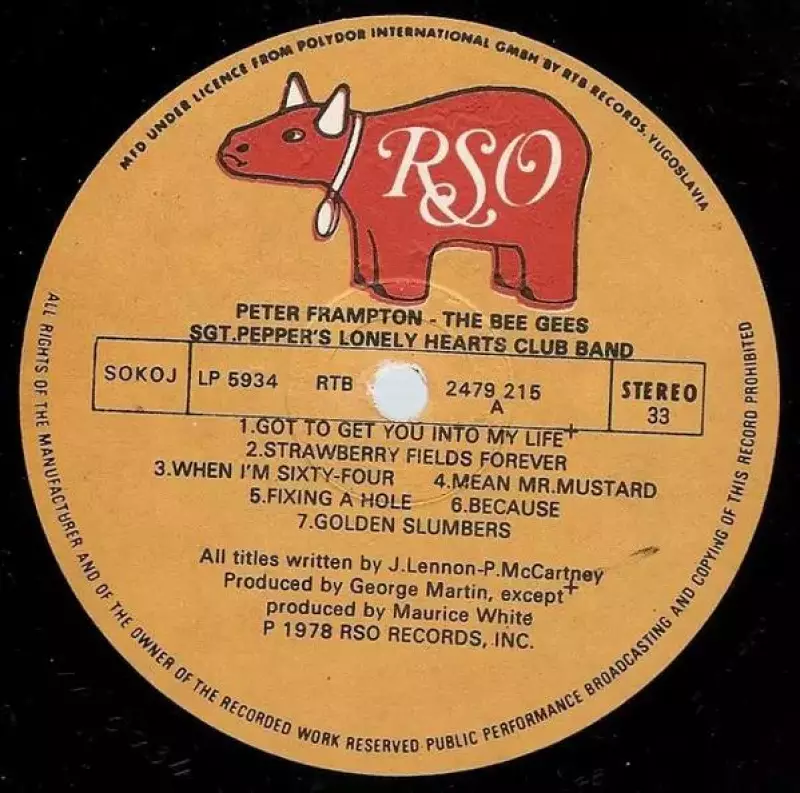 MFD UNDER LICENCE FROM POLYDOR INTERNATIONAL GMBH BY RTB RECORDS, YUGOSLAVIA
RSO
PETER FRAMPTON - THE BEE GEES
SGT.PEPPER'S LONELY HEARTS CLUB BAND
SOKOJ LP 5934 RTB 2479 215 STEREO
A 33
1.GOT TO GET YOU INTO MY LIFE+
2.STRAWBERRY FIELDS FOREVER
3.WHEN I'M SIXTY-FOUR 4.MEAN MR.MUSTARD
5.FIXING A HOLE 6.BECAUSE
7.GOLDEN SLUMBERS
All titles written by J.Lennon-P.McCartney
Produced by George Martin, except+
produced by Maurice White
P 1978 RSO RECORDS, INC.
ALL RIGHTS OF THE MANUFACTURER AND OF THE OWNER OF THE RECORDED WORK RESERVED PUBLIC PERFORMANCE BROADCASTING AND COPYING OF THIS RECORD PROHIBITED